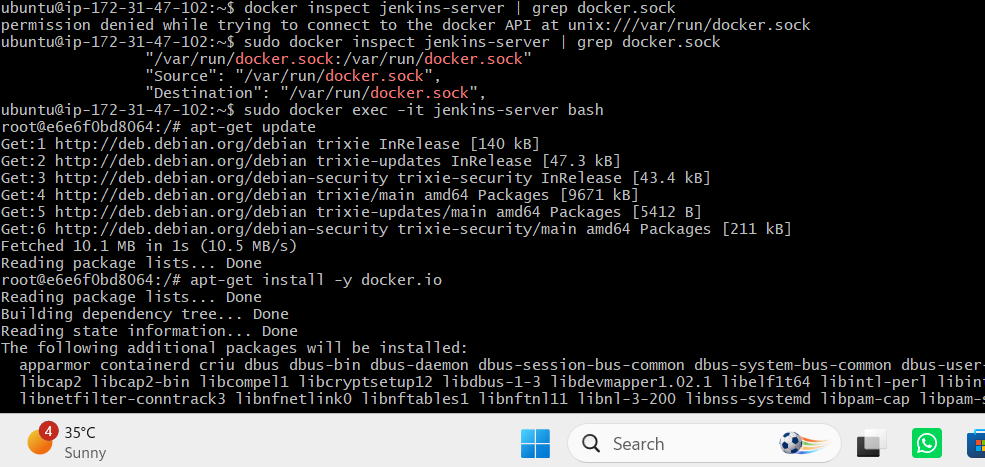 ubuntu@ip-172-31-47-102:~$ docker inspect jenkins-server | grep docker.sock
permission denied while trying to connect to the docker API at unix:///var/run/docker.sock
ubuntu@ip-172-31-47-102:~$ sudo docker inspect jenkins-server | grep docker.sock
"/var/run/docker.sock:/var/run/docker.sock"
"Source": "/var/run/docker.sock",
"Destination": "/var/run/docker.sock",
ubuntu@ip-172-31-47-102:~$ sudo docker exec -it jenkins-server bash
root@e6e6f0bd8064:/# apt-get update
Get:1 http://deb.debian.org/debian trixie InRelease [140 kB]
Get:2 http://deb.debian.org/debian trixie-updates InRelease [47.3 kB]
Get:3 http://deb.debian.org/debian-security trixie-security InRelease [43.4 kB]
Get:4 http://deb.debian.org/debian trixie/main amd64 Packages [9671 kB]
Get:5 http://deb.debian.org/debian trixie-updates/main amd64 Packages [5412 B]
Get:6 http://deb.debian.org/debian-security trixie-security/main amd64 Packages [211 kB]
Fetched 10.1 MB in 1s (10.5 MB/s)
Reading package lists... Done
root@e6e6f0bd8064:/# apt-get install -y docker.io
Reading package lists... Done
Building dependency tree... Done
Reading state information... Done
The following additional packages will be installed:
apparmor containerd criu dbus dbus-bin dbus-daemon dbus-session-bus-common dbus-system-bus-common dbus-user-
libcap2 libcap2-bin libcompel1 libcryptsetup12 libdbus-1-3 libdevmapper1.02.1 libelf1t64 libintl-perl libin
libnetfilter-conntrack3 libnfnetlink0 libnftables1 libnftnl11 libnl-3-200 libnss-systemd libpam-cap libpam-s
4
35°C
Sunny
Search